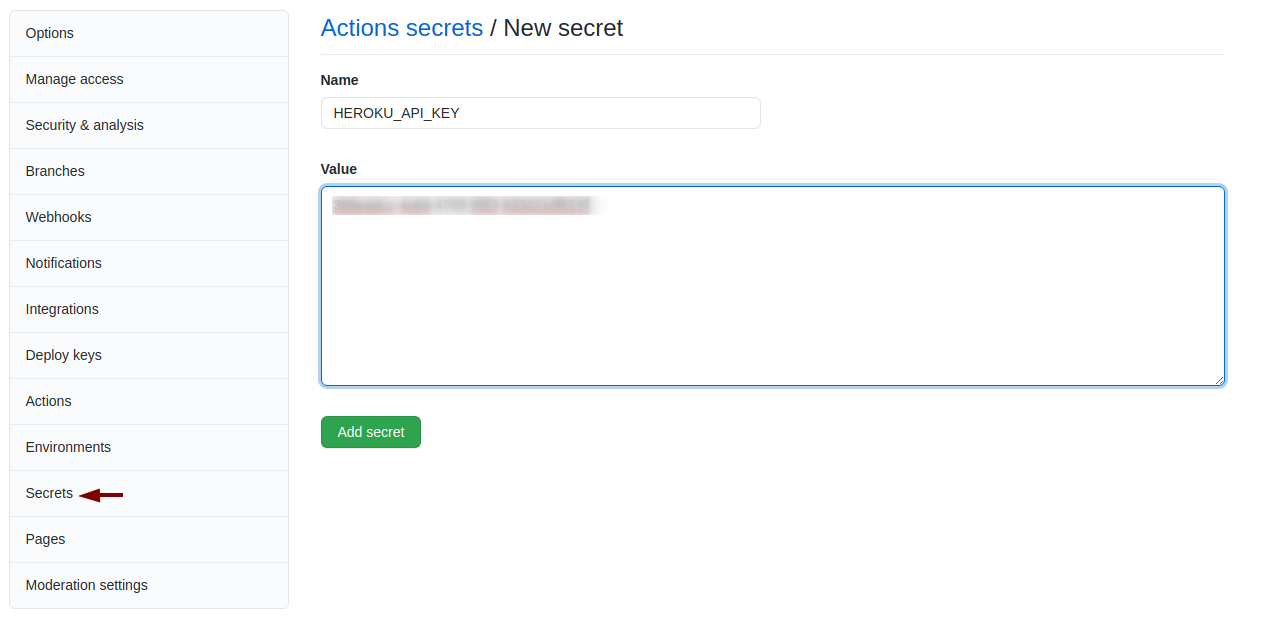 Options
Manage access
Security & analysis
Branches
Webhooks
Notifications
Integrations
Deploy keys
Actions
Environments
Secrets
Pages
Moderation settings
Actions secrets / New secret
Name
HEROKU_API_KEY
Value
Add secret